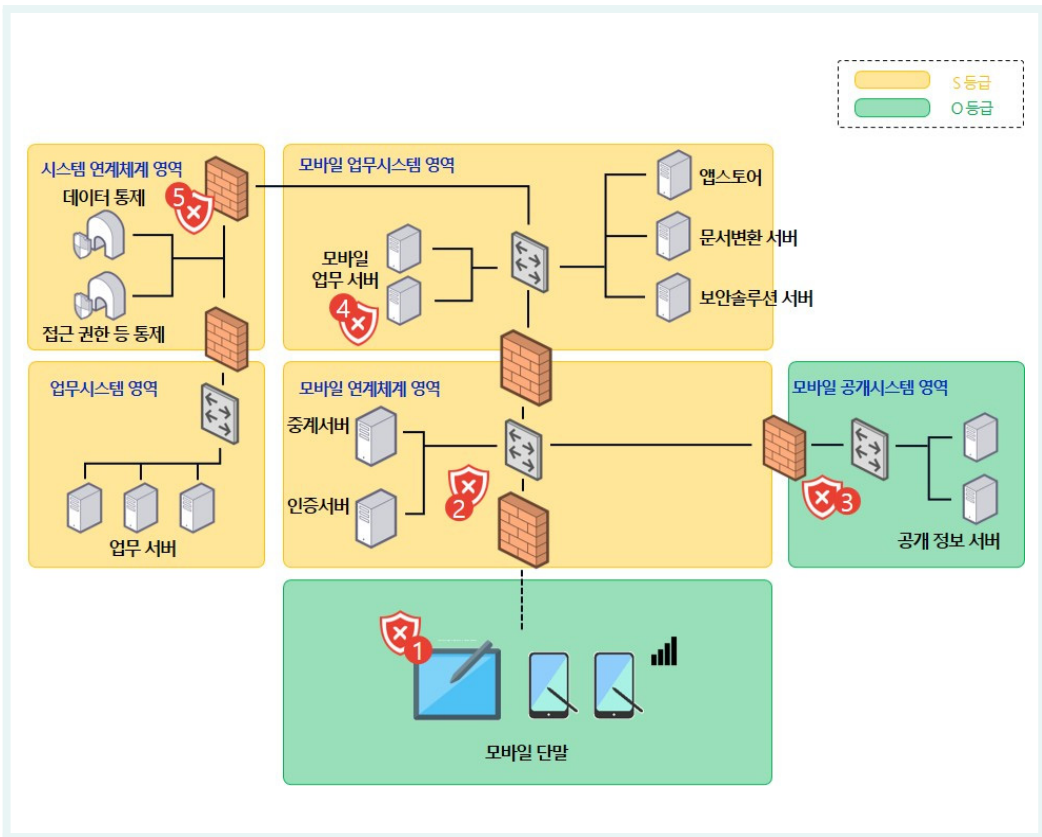 S 등급
O 등급
시스템 연계체계 영역
데이터 통제
5
접근 권한 등 통제
모바일 업무시스템 영역
앱스토어
모바일
업무 서버
문서변환 서버
4
보안솔루션 서버
업무시스템 영역
업무 서버
모바일 연계체계 영역
중계서버
2
인증서버
모바일 공개시스템 영역
3
공개 정보 서버
1
모바일 단말